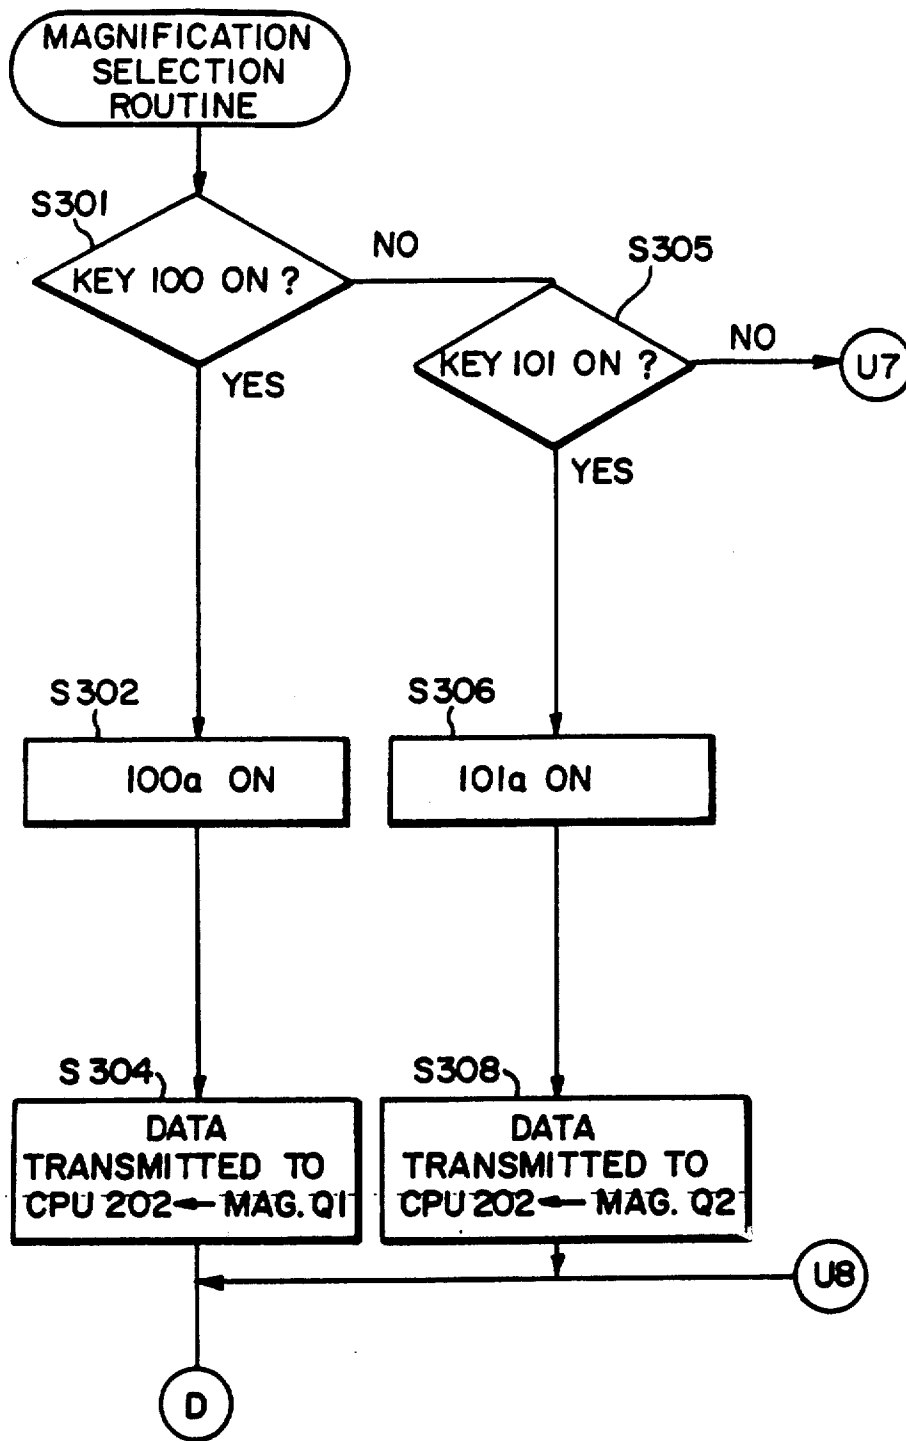 MAGNIFICATION
SELECTION
ROUTINE
S301
KEY 100 ON ?
NO
YES
S305
KEY 101 ON ?
NO
U7
YES
S302
100a ON
S306
101a ON
S304
DATA
TRANSMITTED TO
CPU 202 ← MAG. Q1
S308
DATA
TRANSMITTED TO
CPU 202 ← MAG. Q2
U8
D